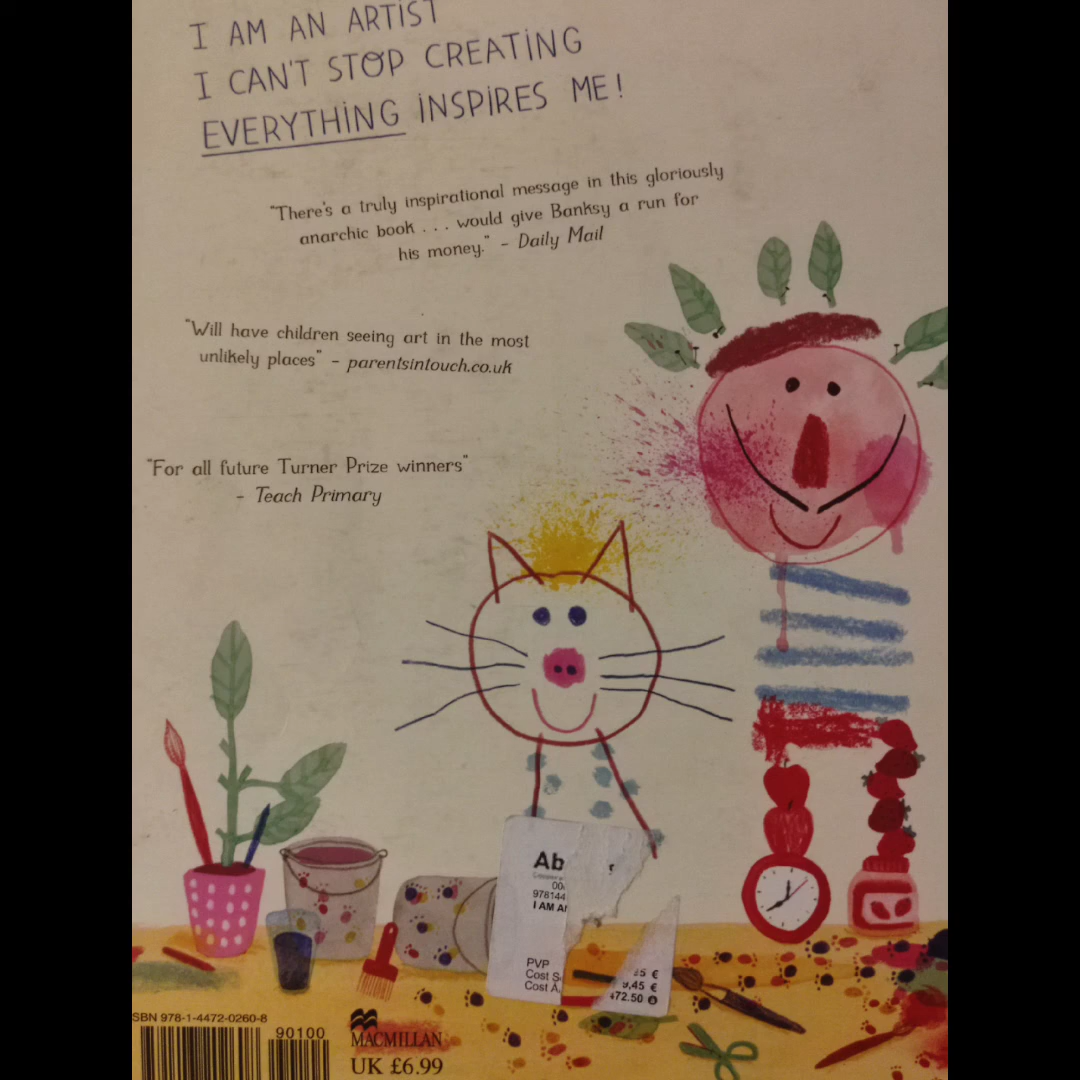 I AM AN ARTIST
I CAN'T STOP CREATING
EVERYTHING INSPIRES ME!
"There's a truly inspirational message in this gloriously
anarchic book . . . would give Banksy a run for
his money." - Daily Mail
"Will have children seeing art in the most
unlikely places" - parentsintouch.co.uk
"For all future Turner Prize winners"
- Teach Primary
Ab
00
978144
I AM A
PVP
Cost S
Cost A
9,45 €
472.50
SBN 978-1-4472-0260-8
90100
MACMILLAN
UK £6.99